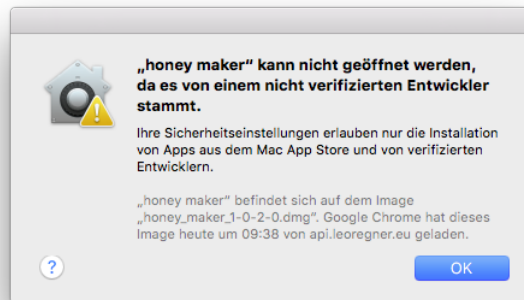 „honey maker“ kann nicht geöffnet werden,
da es von einem nicht verifizierten Entwickler
stammt.
Ihre Sicherheitseinstellungen erlauben nur die Installation
von Apps aus dem Mac App Store und von verifizierten
Entwicklern.
„honey maker“ befindet sich auf dem Image
„honey_maker_1-0-2-0.dmg“. Google Chrome hat dieses
Image heute um 09:38 von api.leoregner.eu geladen.
?
OK